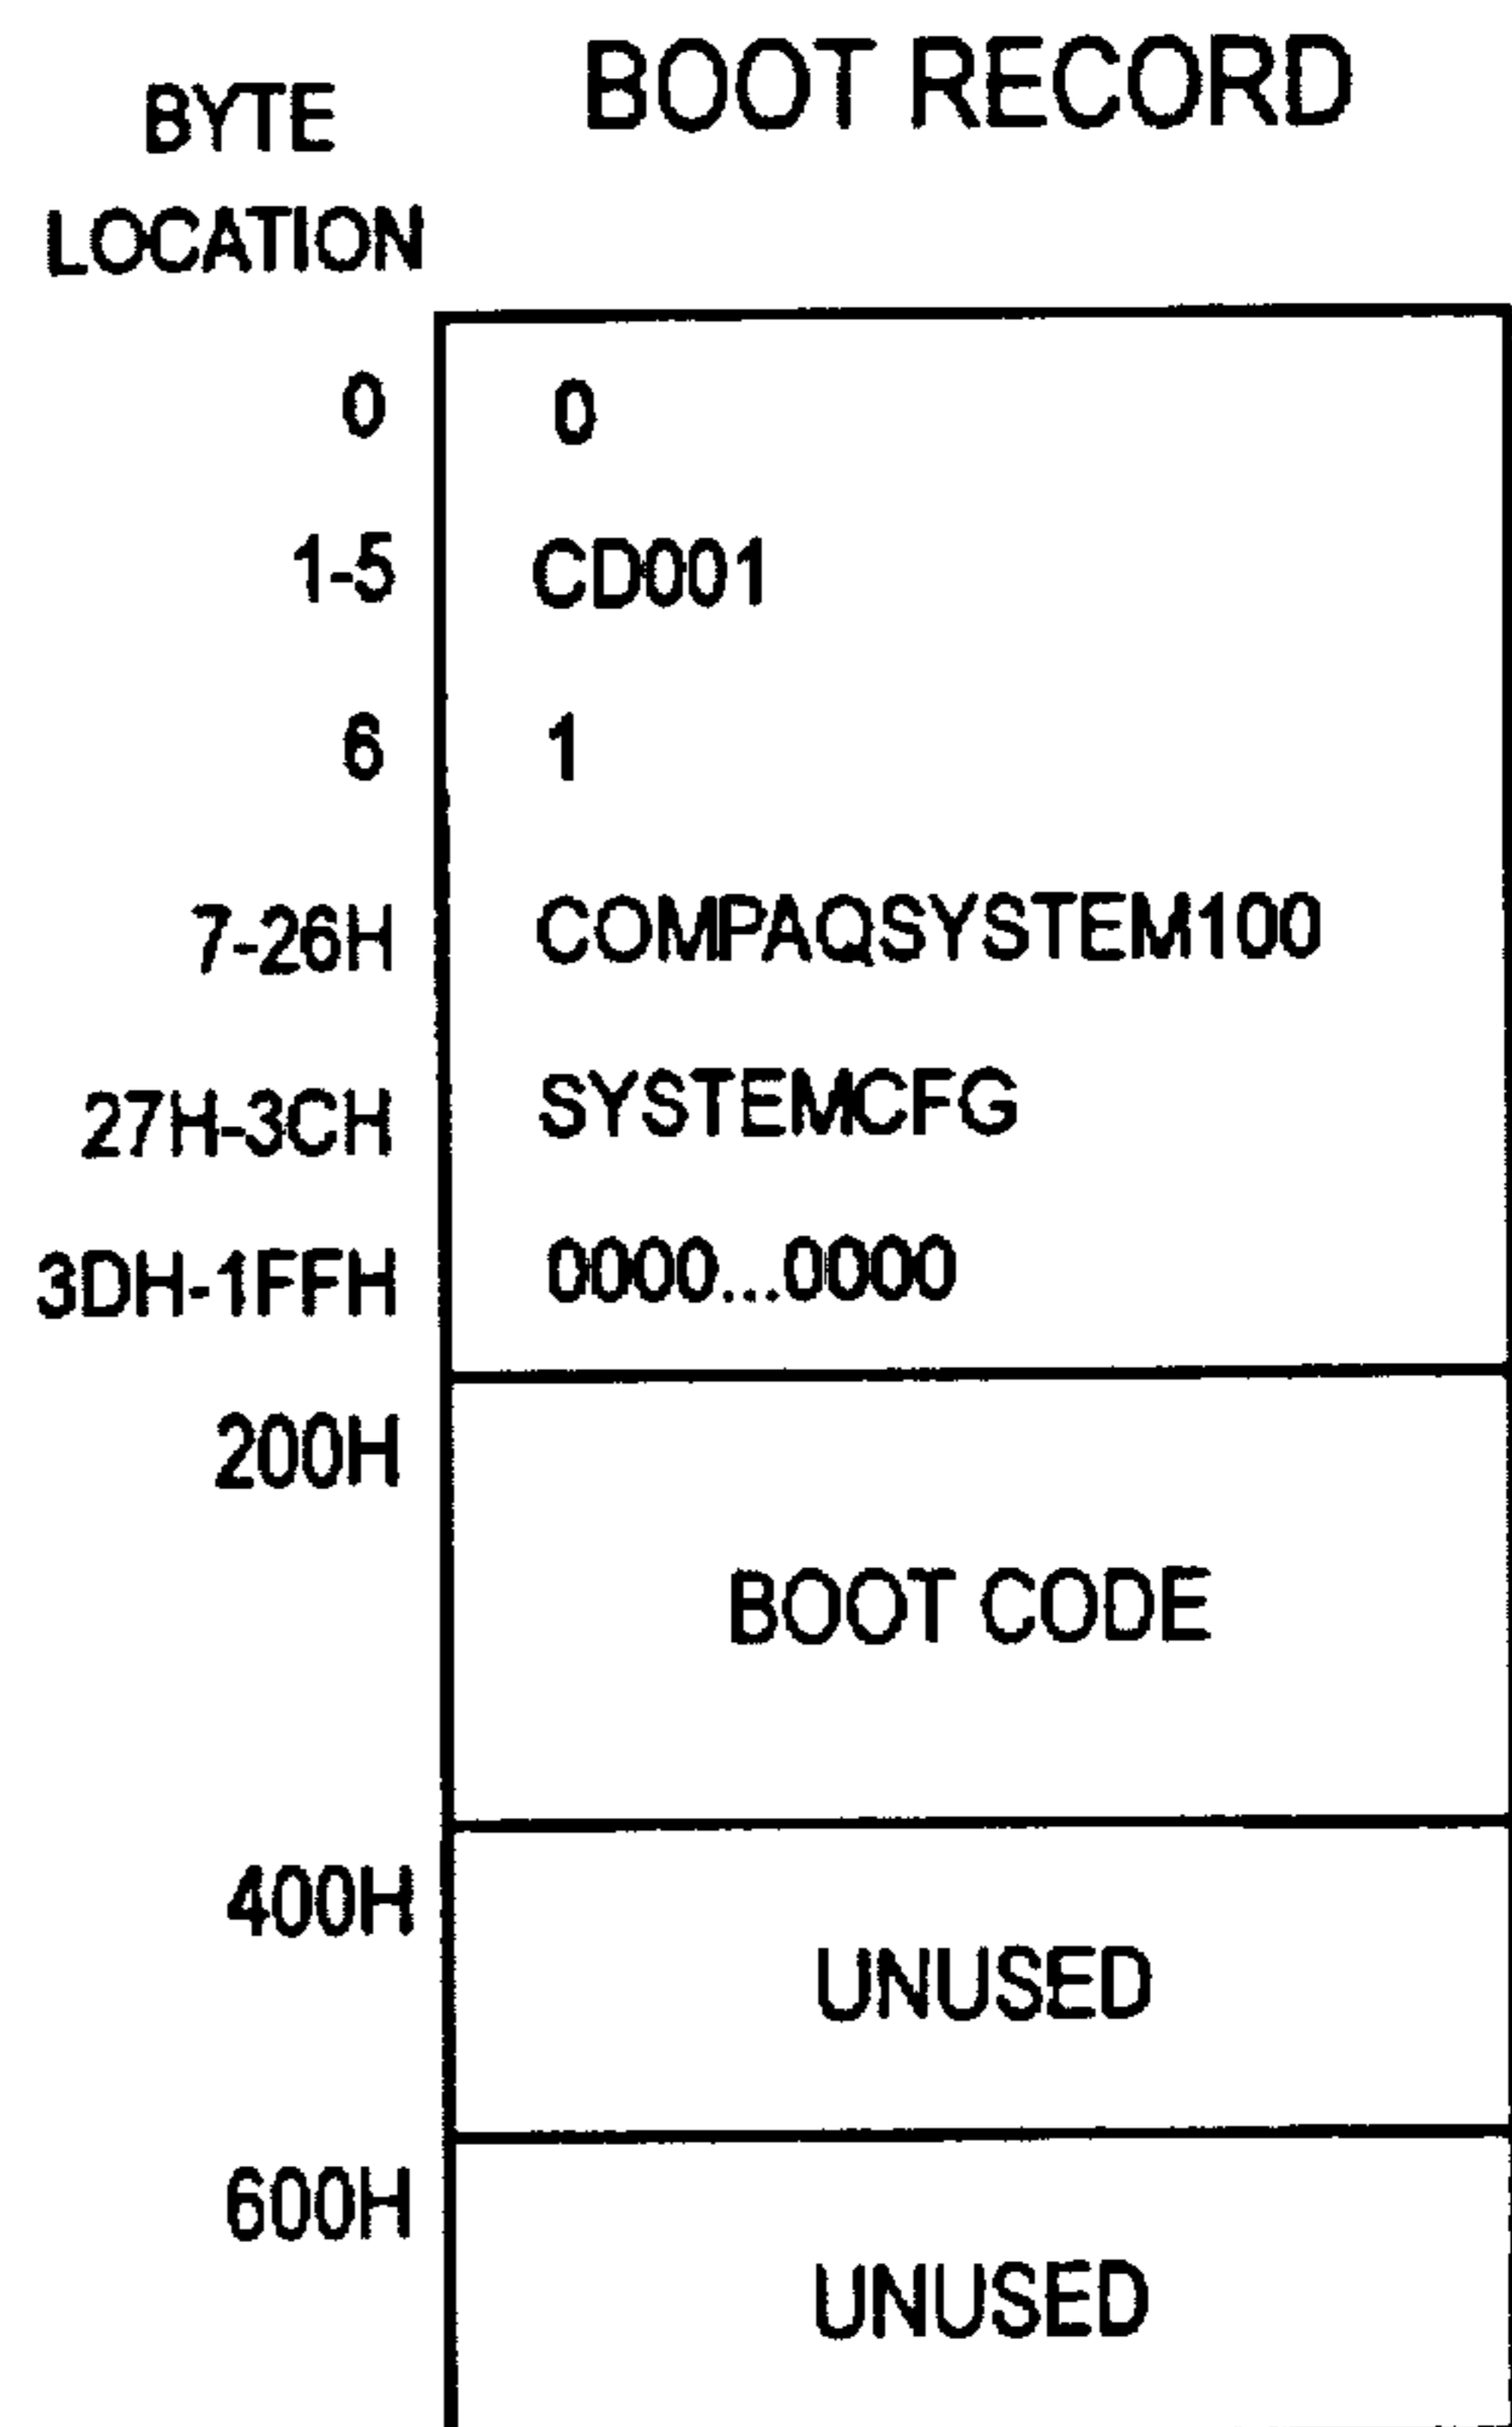 BOOT RECORD
BYTE
LOCATION
0 0
1-5 CD001
6 1
7-26H COMPAQSYSTEM100
27H-3CH SYSTEMCFG
3DH-1FFH 0000...0000
200H
BOOT CODE
400H
UNUSED
600H
UNUSED